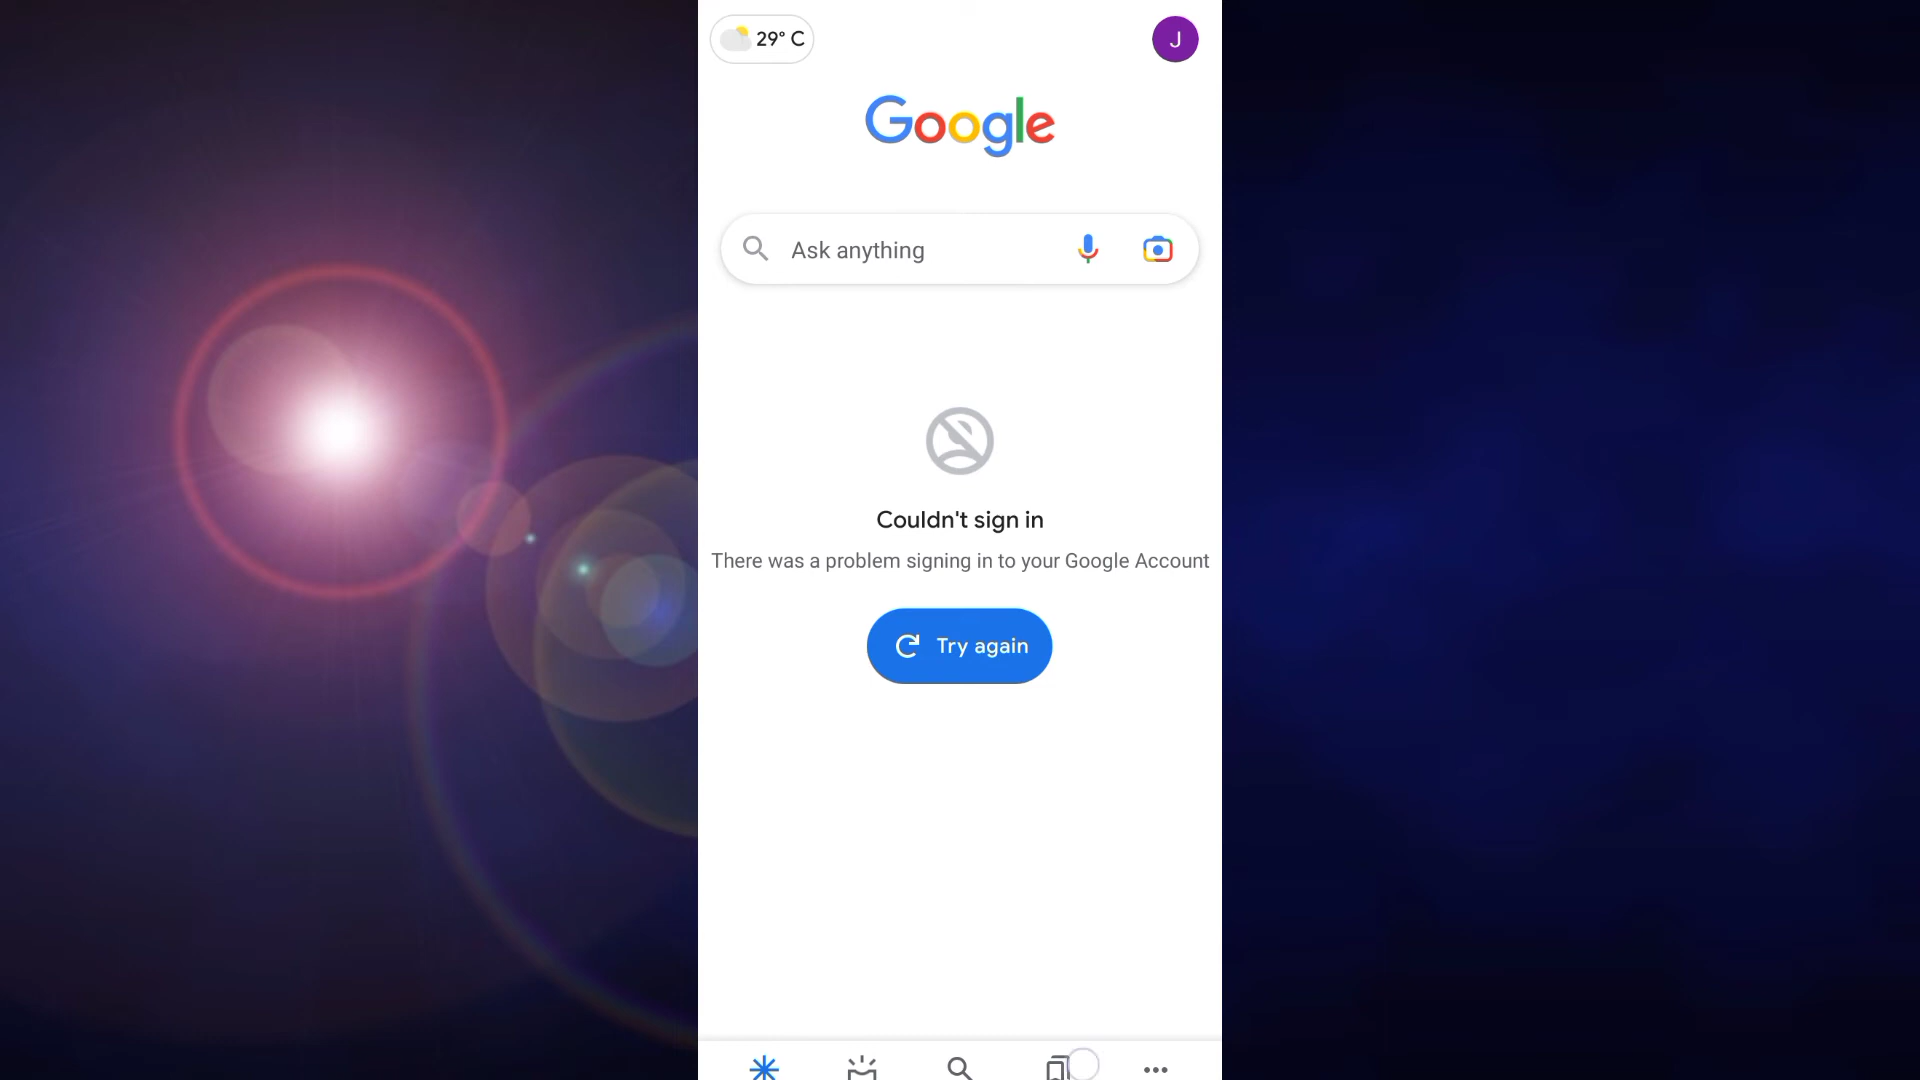 29° C
J
Google
Ask anything
Couldn't sign in
There was a problem signing in to your Google Account
Try again